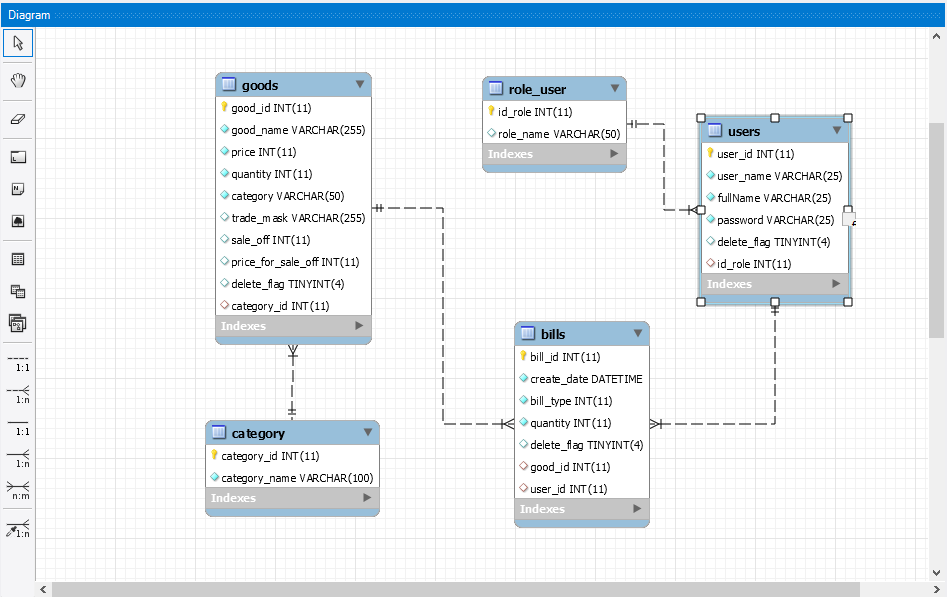 Diagram
goods
good_id INT(11)
good_name VARCHAR(255)
price INT(11)
quantity INT(11)
category VARCHAR(50)
trade_mask VARCHAR(255)
sale_off INT(11)
price_for_sale_off INT(11)
delete_flag TINYINT(4)
category_id INT(11)
Indexes
role_user
id_role INT(11)
role_name VARCHAR(50)
Indexes
users
user_id INT(11)
user_name VARCHAR(25)
fullName VARCHAR(25)
password VARCHAR(25)
delete_flag TINYINT(4)
id_role INT(11)
Indexes
bills
bill_id INT(11)
create_date DATETIME
bill_type INT(11)
quantity INT(11)
delete_flag TINYINT(4)
good_id INT(11)
user_id INT(11)
Indexes
category
category_id INT(11)
category_name VARCHAR(100)
Indexes
1:1
1:n
1:1
1:n
n:m
1:n